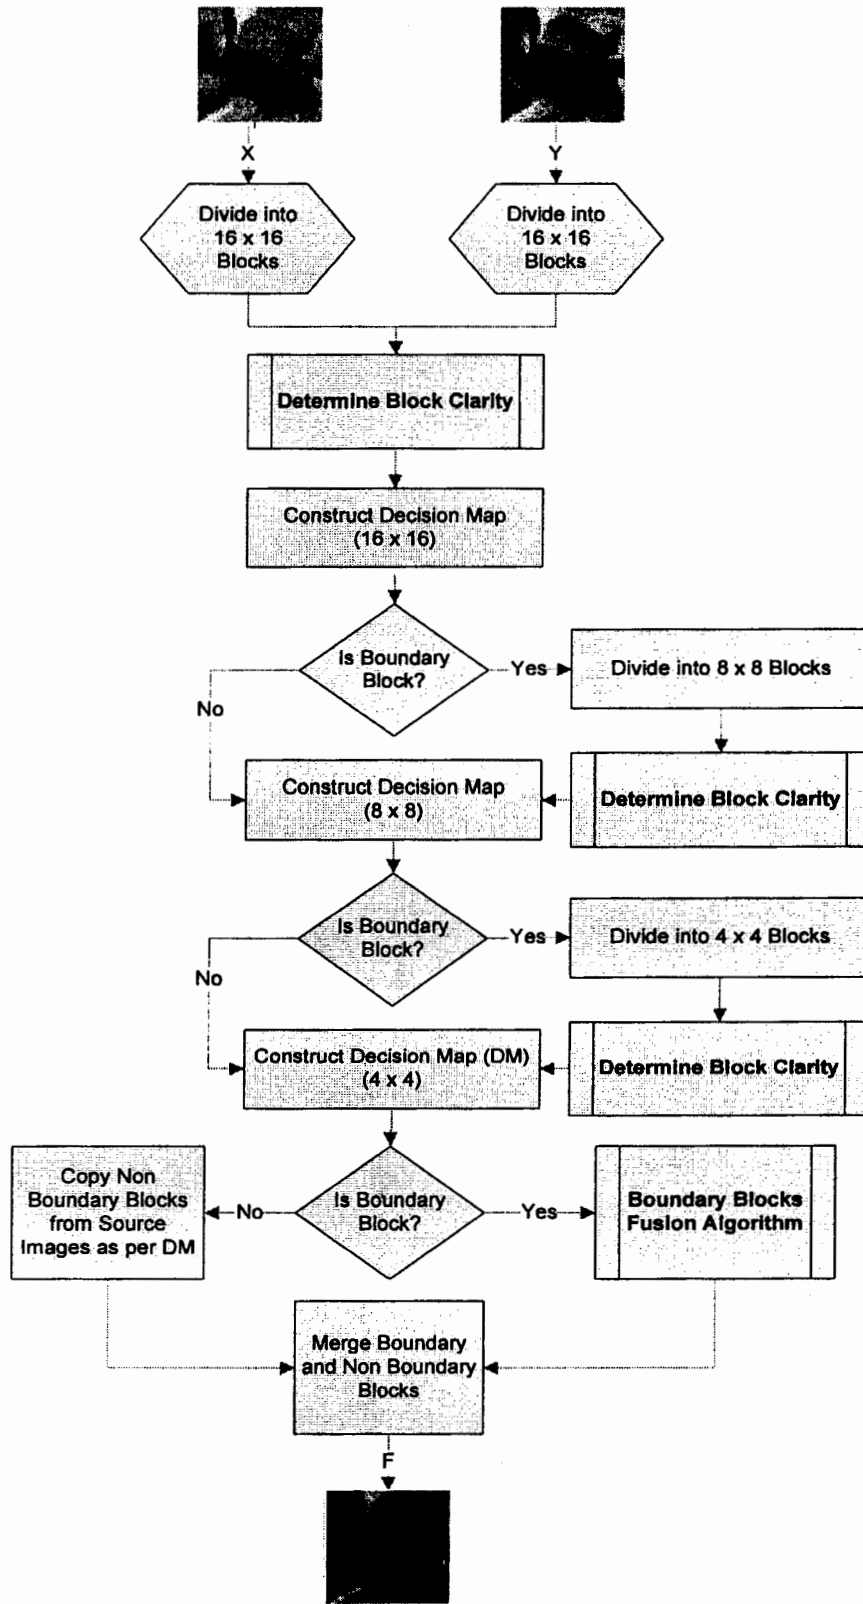 X
Y
Divide into
16 x 16
Blocks
Divide into
16 x 16
Blocks
Determine Block Clarity
Construct Decision Map
(16 x 16)
Is Boundary
Block?
Yes
Divide into 8 x 8 Blocks
No
Construct Decision Map
(8 x 8)
Determine Block Clarity
Is Boundary
Block?
Yes
Divide into 4 x 4 Blocks
No
Construct Decision Map (DM)
(4 x 4)
Determine Block Clarity
Copy Non
Boundary Blocks
from Source
Images as per DM
No
Is Boundary
Block?
Yes
Boundary Blocks
Fusion Algorithm
Merge Boundary
and Non Boundary
Blocks
F